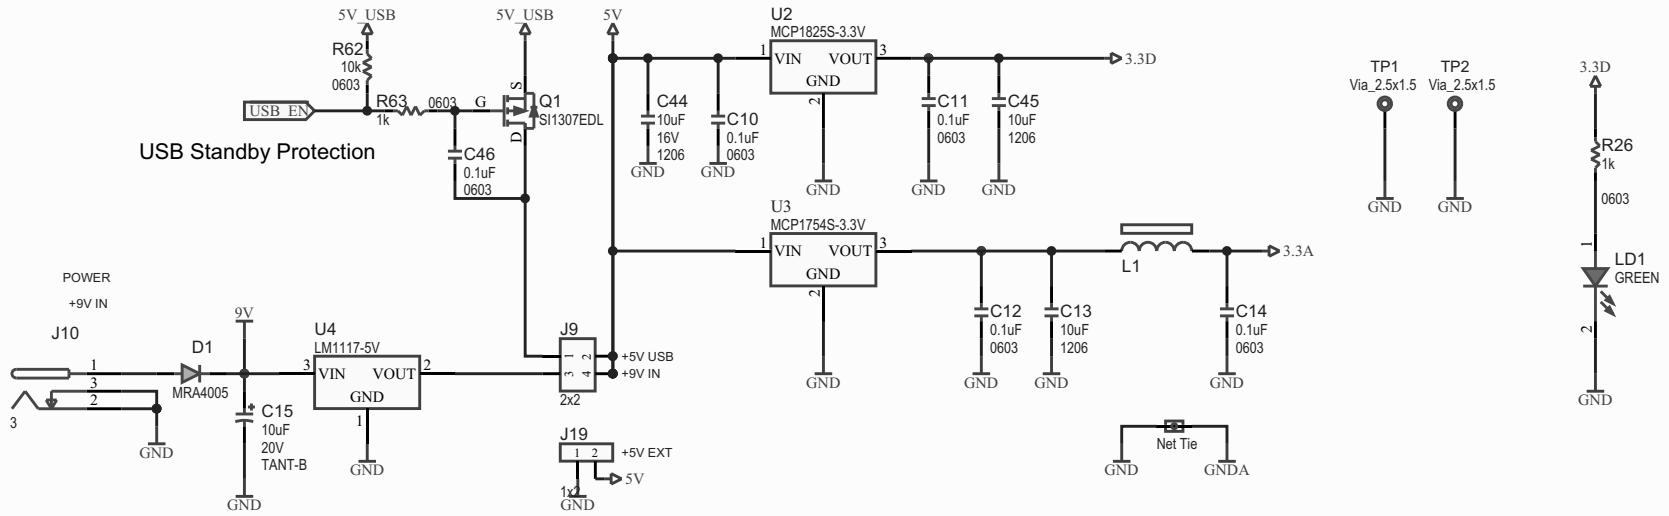 5V_USB
R62
10k
0603
USB_EN
R63
0603
1k
USB Standby Protection
5V_USB
S
G
D
Q1
SI1307EDL
C46
0.1uF
0603
5V
C44
10uF
16V
1206
GND
C10
0.1uF
0603
GND
U2
MCP1825S-3.3V
1
VIN
VOUT
3
GND
2
GND
C11
0.1uF
0603
GND
C45
10uF
1206
GND
3.3D
U3
MCP1754S-3.3V
1
VIN
VOUT
3
GND
2
GND
C12
0.1uF
0603
GND
C13
10uF
1206
GND
L1
3.3A
C14
0.1uF
0603
GND
TP1
Via_2.5x1.5
GND
TP2
Via_2.5x1.5
GND
3.3D
R26
1k
0603
1
LD1
GREEN
2
GND
POWER
+9V IN
J10
1
3
2
3
GND
D1
MRA4005
9V
C15
10uF
20V
TANT-B
GND
U4
LM1117-5V
3
VIN
VOUT
2
GND
1
GND
J9
1 2
3 4
2x2
+5V USB
+9V IN
J19
1 2
+5V EXT
5V
1x2
GND
Net Tie
GND
GNDA